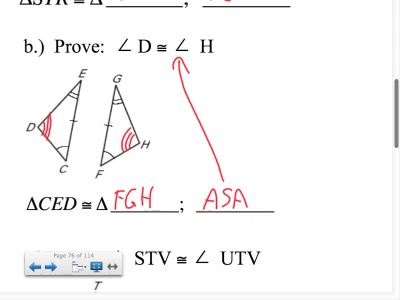 b.) Prove: ∠ D ≅ ∠ H
E
G
D
H
C
F
ΔCED ≅ Δ FGH ; ASA
Page 76 of 114
STV ≅ ∠ UTV
T